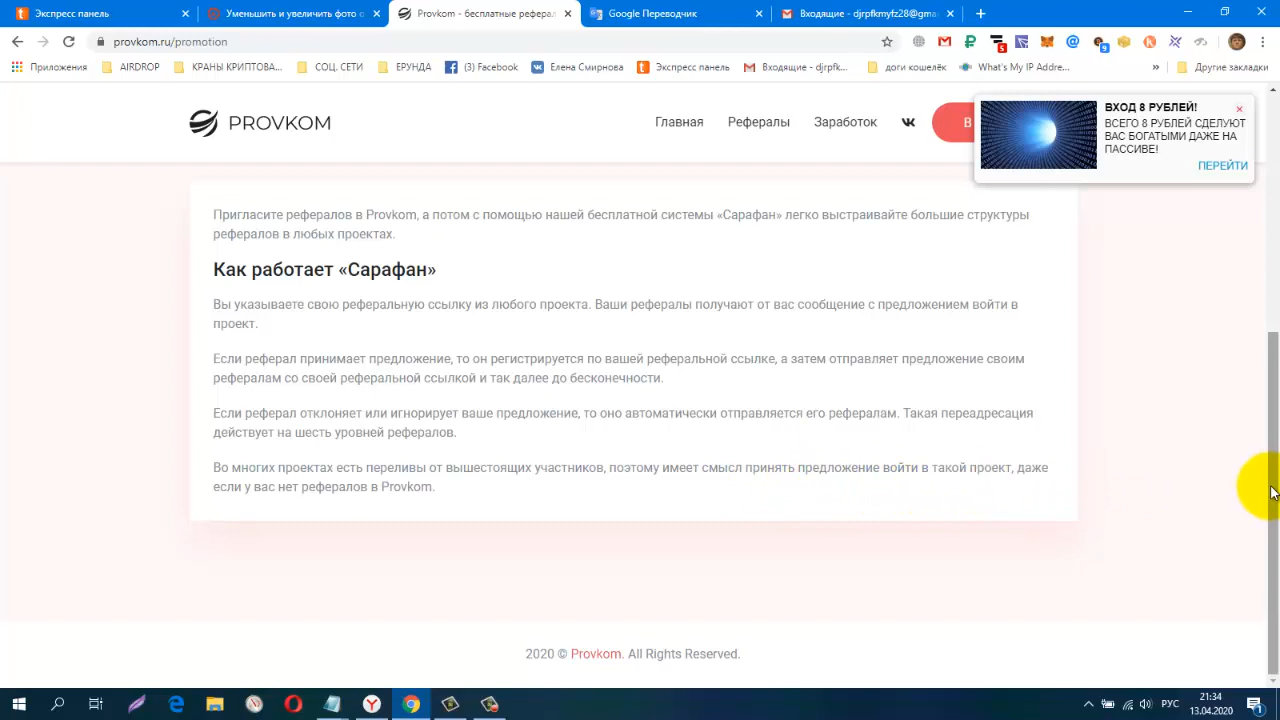 Экспресс панель
Уменьшить и увеличить фото о
Provkom - бесплатные реферал
Google Переводчик
Входящие - djrpfkmyfz28@gmai
provkom.ru/promotion
Приложения
AIRDROP
КРАНЫ КРИПТОВА...
СОЦ. СЕТИ
ЕРУНДА
(3) Facebook
Елена Смирнова
Экспресс панель
Входящие - djrpfk...
доги кошелёк
What's My IP Addre...
»
Другие закладки
5
9
PROVKOM
Главная
Рефералы
Заработок
В
ВХОД 8 РУБЛЕЙ!
ВСЕГО 8 РУБЛЕЙ СДЕЛУЮТ
ВАС БОГАТЫМИ ДАЖЕ НА
ПАССИВЕ!
ПЕРЕЙТИ
Пригласите рефералов в Provkom, а потом с помощью нашей бесплатной системы «Сарафан» легко выстраивайте большие структуры
рефералов в любых проектах.
Как работает «Сарафан»
Вы указываете свою реферальную ссылку из любого проекта. Ваши рефералы получают от вас сообщение с предложением войти в
проект.
Если реферал принимает предложение, то он регистрируется по вашей реферальной ссылке, а затем отправляет предложение своим
рефералам со своей реферальной ссылкой и так далее до бесконечности.
Если реферал отклоняет или игнорирует ваше предложение, то оно автоматически отправляется его рефералам. Такая переадресация
действует на шесть уровней рефералов.
Во многих проектах есть переливы от вышестоящих участников, поэтому имеет смысл принять предложение войти в такой проект, даже
если у вас нет рефералов в Provkom.
2020 © Provkom. All Rights Reserved.
РУС
21:34
13.04.2020
1